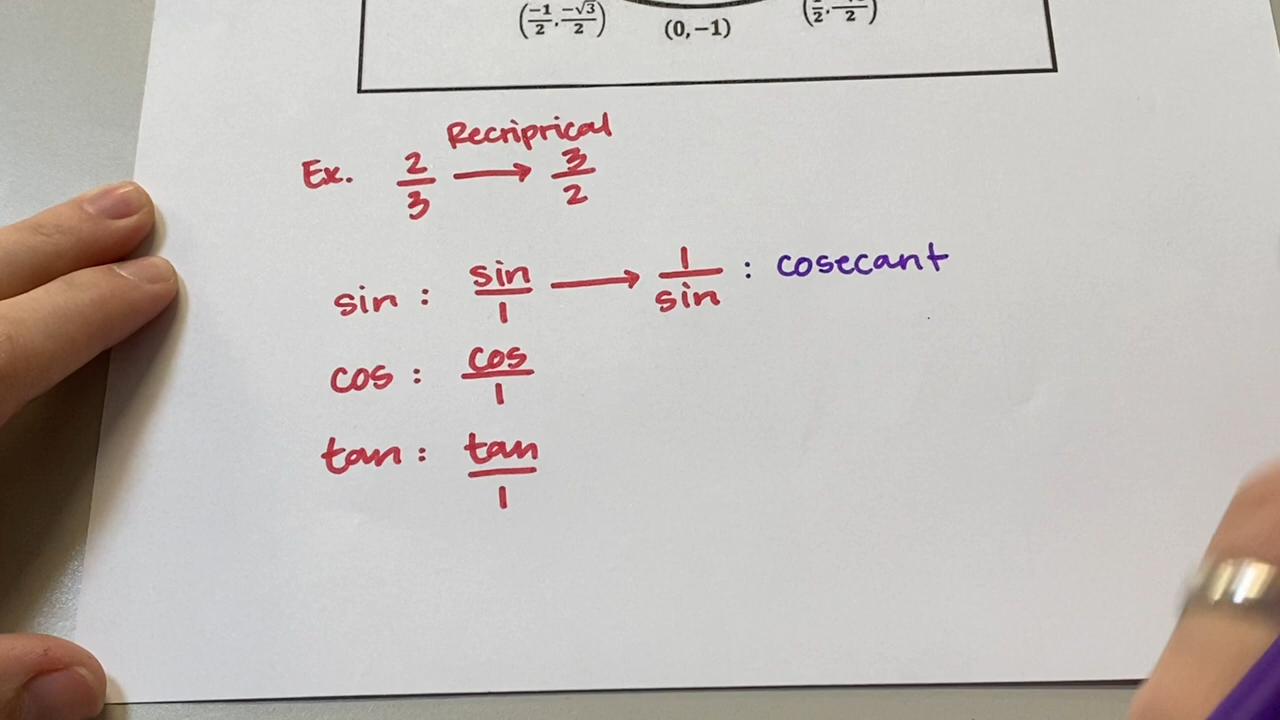 (-1/2, -√3/2) (0,-1)
Recriprical
Ex. 2/3 → 3/2
sin : sin/1 → 1/sin : cosecant
cos : cos/1
tan : tan/1